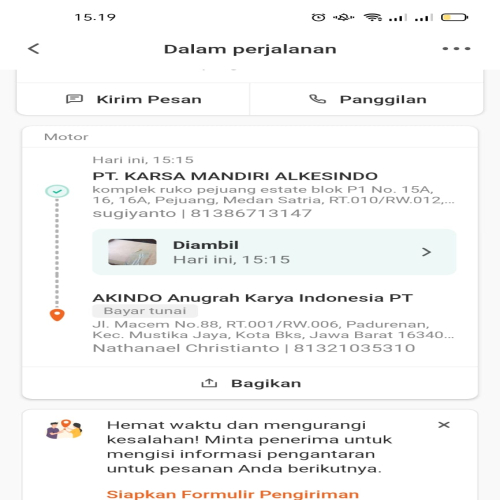 15.19
Dalam perjalanan
Kirim Pesan
Panggilan
Motor
Hari ini, 15:15
PT. KARSA MANDIRI ALKESINDO
komplek ruko pejuang estate blok P1 No. 15A,
16, 16A, Pejuang, Medan Satria, RT.010/RW.012,...
sugiyanto | 81386713147
Diambil
Hari ini, 15:15
AKINDO Anugrah Karya Indonesia PT
Bayar tunai
Jl. Macem No.88, RT.001/RW.006, Padurenan,
Kec. Mustika Jaya, Kota Bks, Jawa Barat 16340...
Nathanael Christianto | 81321035310
Bagikan
Hemat waktu dan mengurangi
kesalahan! Minta penerima untuk
mengisi informasi pengantaran
untuk pesanan Anda berikutnya.
Siapkan Formulir Pengiriman